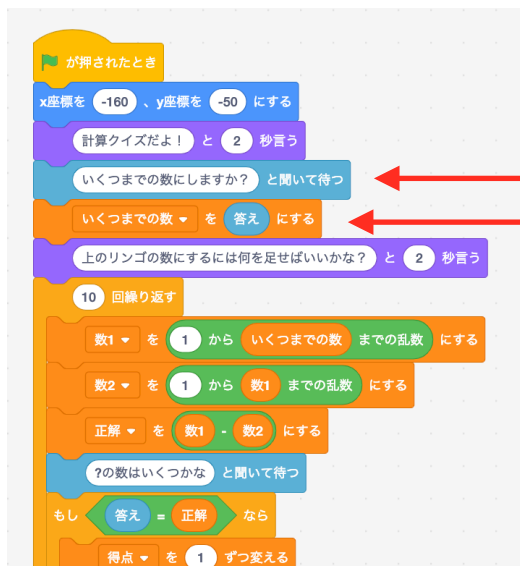 が押されたとき
x座標を -160 、y座標を -50 にする
計算クイズだよ！ と 2 秒言う
いくつまでの数にしますか？ と聞いて待つ
いくつまでの数 を 答え にする
上のリンゴの数にするには何を足せばいいかな？ と 2 秒言う
10 回繰り返す
数1 を 1 から いくつまでの数 までの乱数 にする
数2 を 1 から 数1 までの乱数 にする
正解 を 数1 - 数2 にする
?の数はいくつかな と聞いて待つ
もし 答え = 正解 なら
得点 を 1 ずつ変える